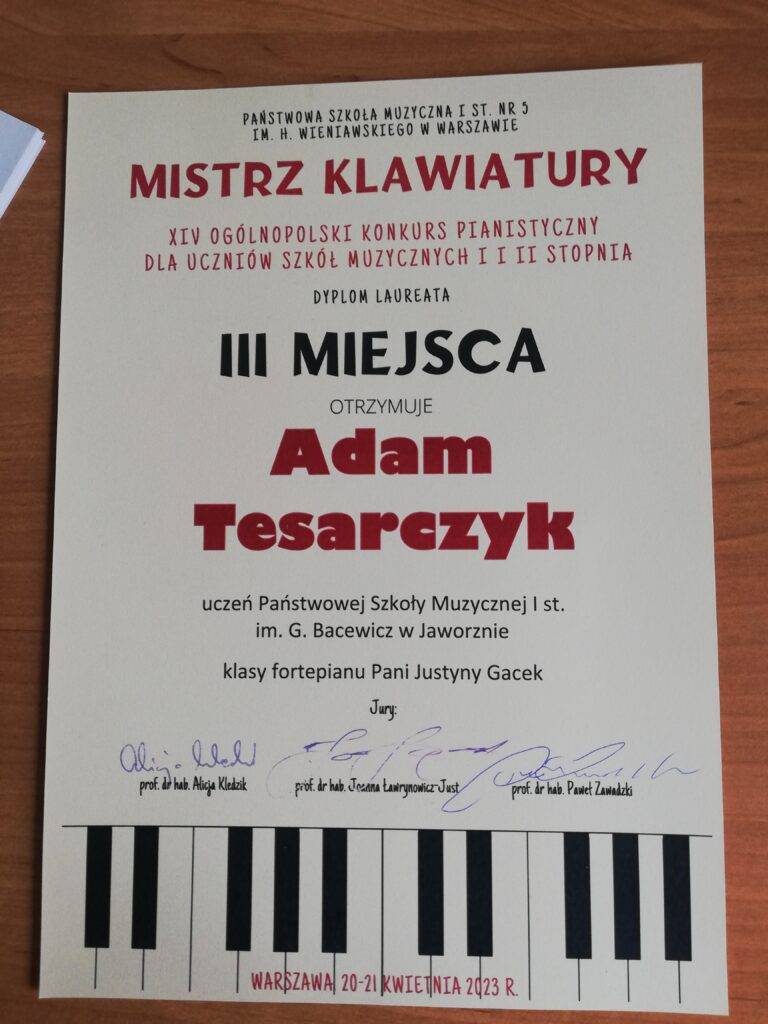 PAŃSTWOWA SZKOŁA MUZYCZNA I ST. NR 5
IM. H. WIENIAWSKIEGO W WARSZAWIE
MISTRZ KLAWIATURY
XIV OGÓLNOPOLSKI KONKURS PIANISTYCZNY
DLA UCZNIÓW SZKÓŁ MUZYCZNYCH I I II STOPNIA
DYPLOM LAUREATA
III MIEJSCA
OTRZYMUJE
Adam
Tesarczyk
uczeń Państwowej Szkoły Muzycznej I st.
im. G. Bacewicz w Jaworznie
klasy fortepianu Pani Justyny Gacek
Jury:
prof. dr hab. Alicja Kledzik prof. dr hab. Joanna Ławrynowicz-Just prof. dr hab. Paweł Zawadzki
WARSZAWA 20-21 KWIETNIA 2023 R.